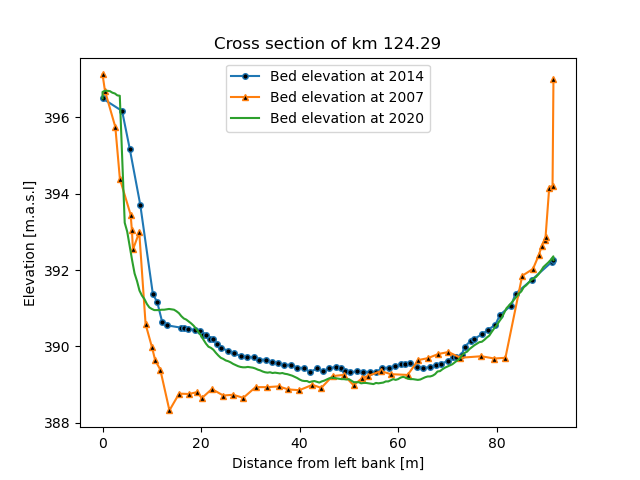 Cross section of km 124.29
Bed elevation at 2014
Bed elevation at 2007
Bed elevation at 2020
Elevation [m.a.s.l]
396
394
392
390
388
0
20
40
60
80
Distance from left bank [m]